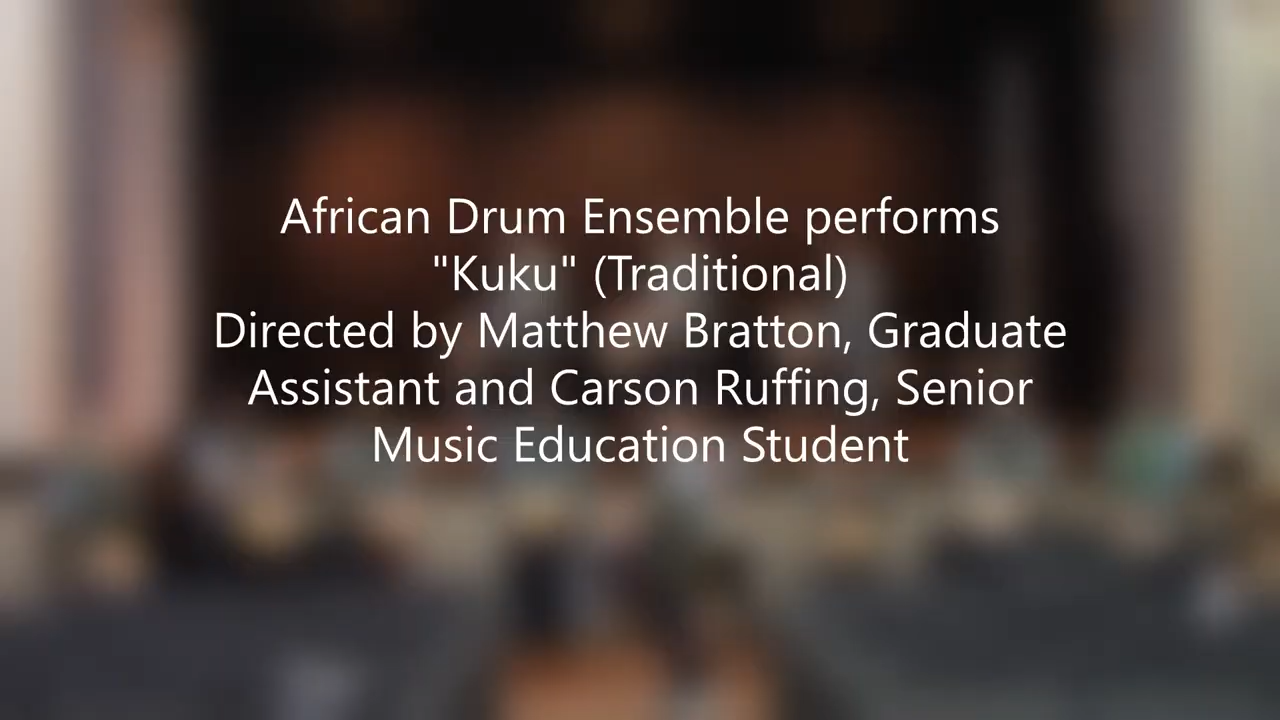 African Drum Ensemble performs
"Kuku" (Traditional)
Directed by Matthew Bratton, Graduate
Assistant and Carson Ruffing, Senior
Music Education Student